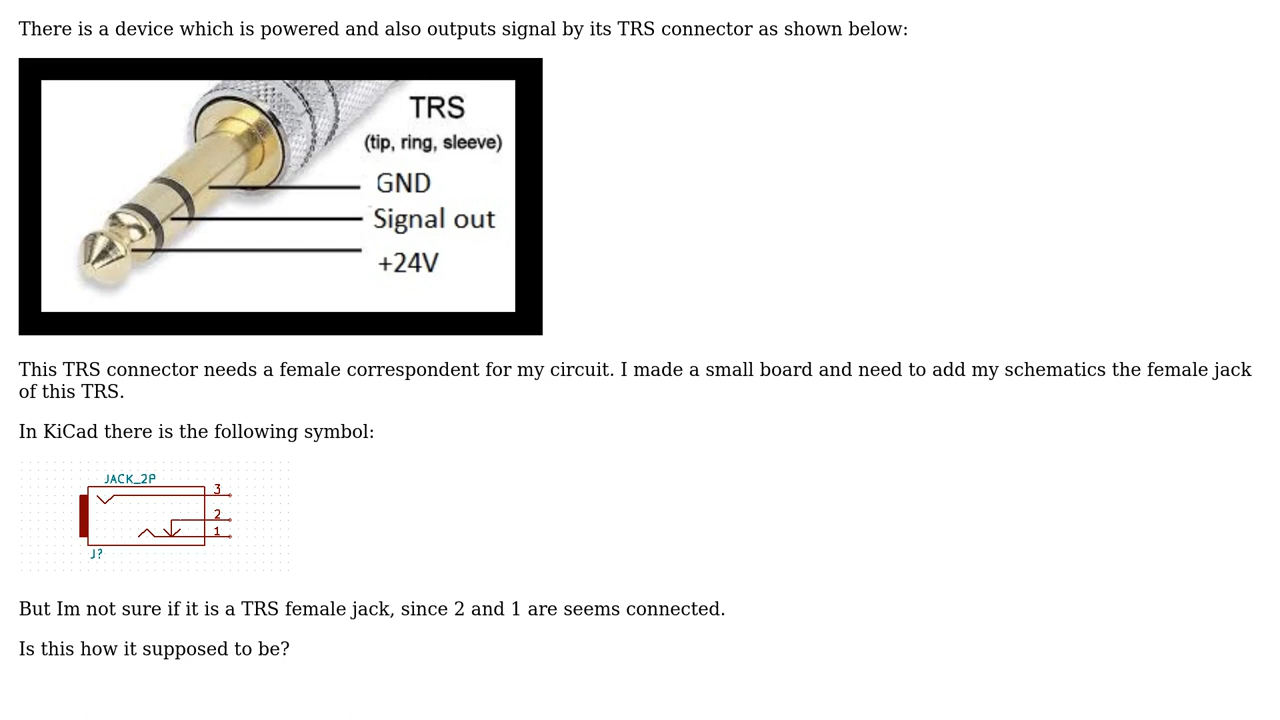 There is a device which is powered and also outputs signal by its TRS connector as shown below:
TRS
(tip, ring, sleeve)
GND
Signal out
+24V
This TRS connector needs a female correspondent for my circuit. I made a small board and need to add my schematics the female jack
of this TRS.
In KiCad there is the following symbol:
JACK_2P
3
2
1
J?
But Im not sure if it is a TRS female jack, since 2 and 1 are seems connected.
Is this how it supposed to be?